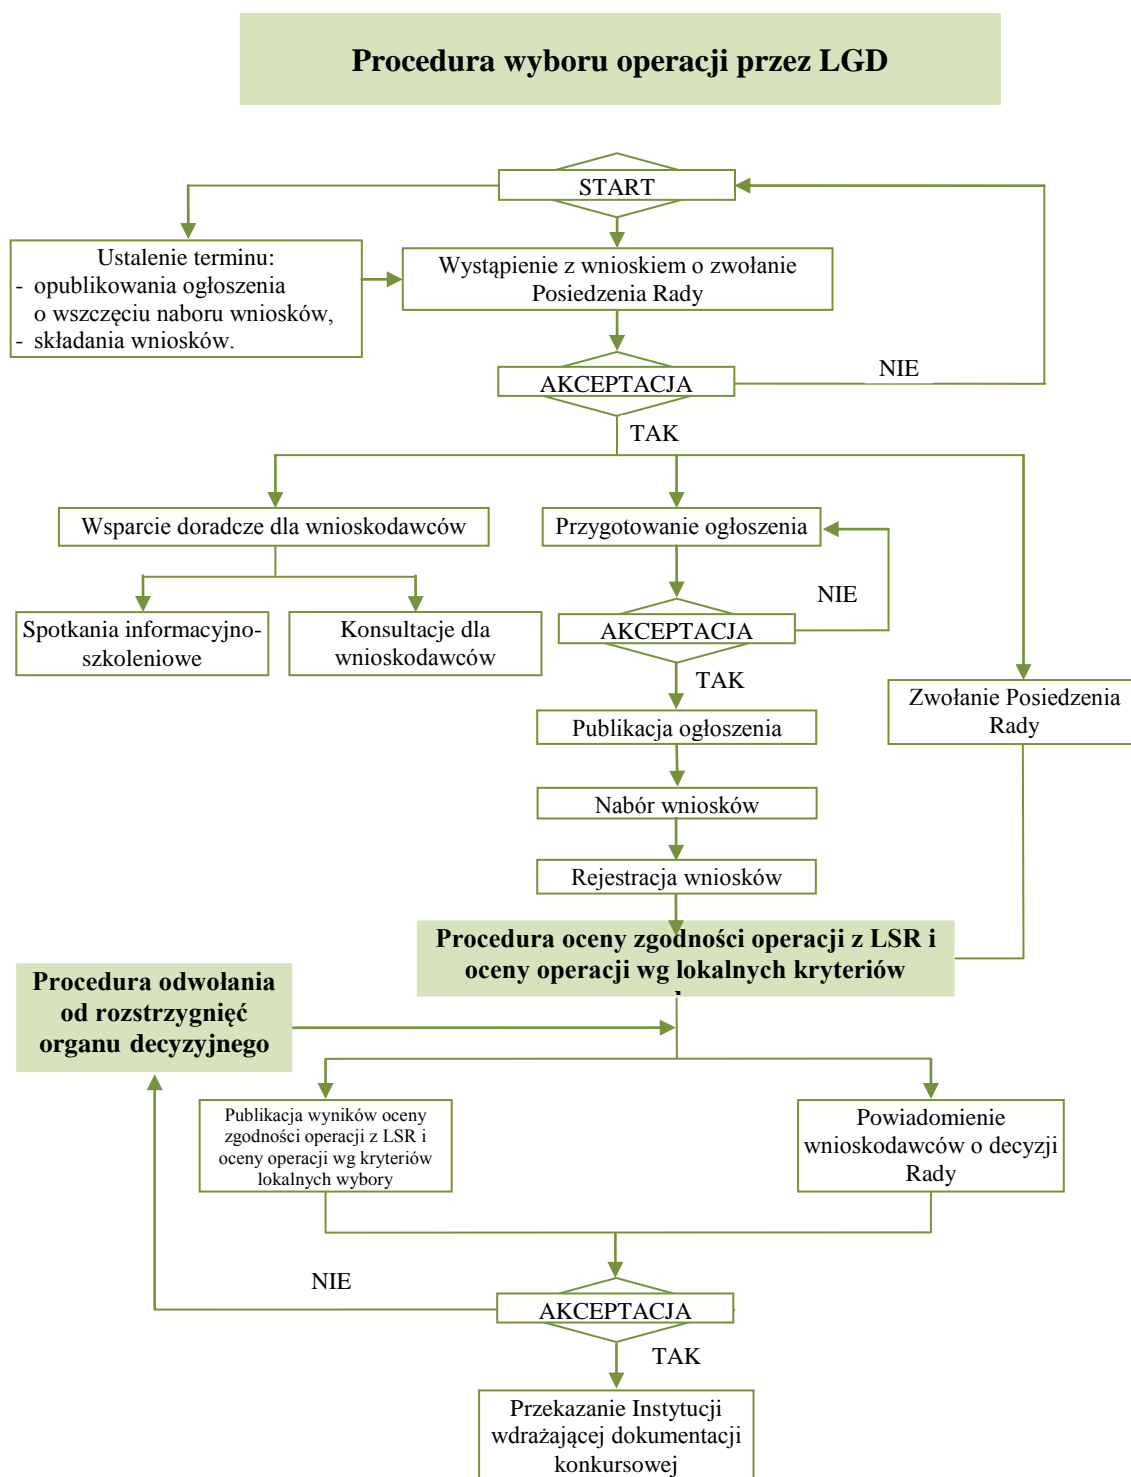 Procedura wyboru operacji przez LGD
START
Ustalenie terminu:
- opublikowania ogłoszenia
o wszczęciu naboru wniosków,
- składania wniosków.
Wystąpienie z wnioskiem o zwołanie
Posiedzenia Rady
AKCEPTACJA
NIE
TAK
Wsparcie doradcze dla wnioskodawców
Przygotowanie ogłoszenia
NIE
Spotkania informacyjno-
szkoleniowe
Konsultacje dla
wnioskodawców
AKCEPTACJA
TAK
Zwołanie Posiedzenia
Rady
Publikacja ogłoszenia
Nabór wniosków
Rejestracja wniosków
Procedura oceny zgodności operacji z LSR i
oceny operacji wg lokalnych kryteriów
Procedura odwołania
od rozstrzygnięć
organu decyzyjnego
Publikacja wyników oceny
zgodności operacji z LSR i
oceny operacji wg kryteriów
lokalnych wybory
Powiadomienie
wnioskodawców o decyzji
Rady
NIE
AKCEPTACJA
TAK
Przekazanie Instytucji
wdrażającej dokumentacji
konkursowej